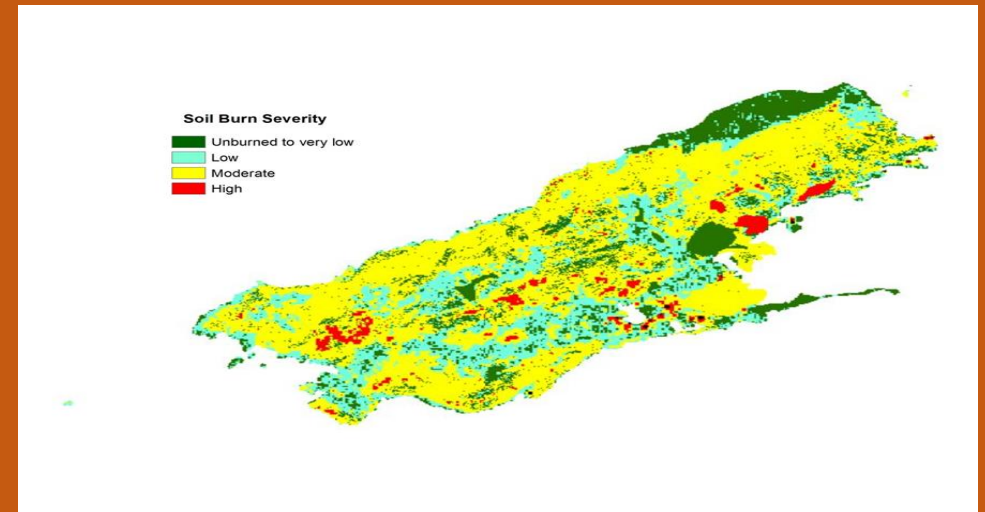 Soil Burn Severity
Unburned to very low
Low
Moderate
High